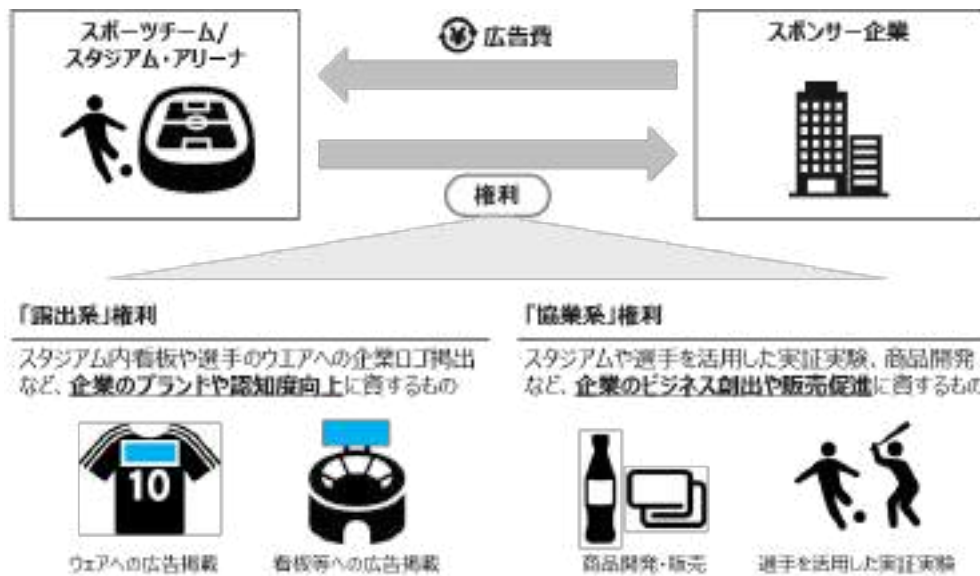 スポーツチーム/
スタジアム・アリーナ
¥ 広告費
スポンサー企業
権利
「露出系」権利
スタジアム内看板や選手のウエアへの企業ロゴ掲出
など、企業のブランドや認知度向上に資するもの
10
ウェアへの広告掲載
看板等への広告掲載
「協業系」権利
スタジアムや選手を活用した実証実験、商品開発
など、企業のビジネス創出や販売促進に資するもの
商品開発・販売
選手を活用した実証実験